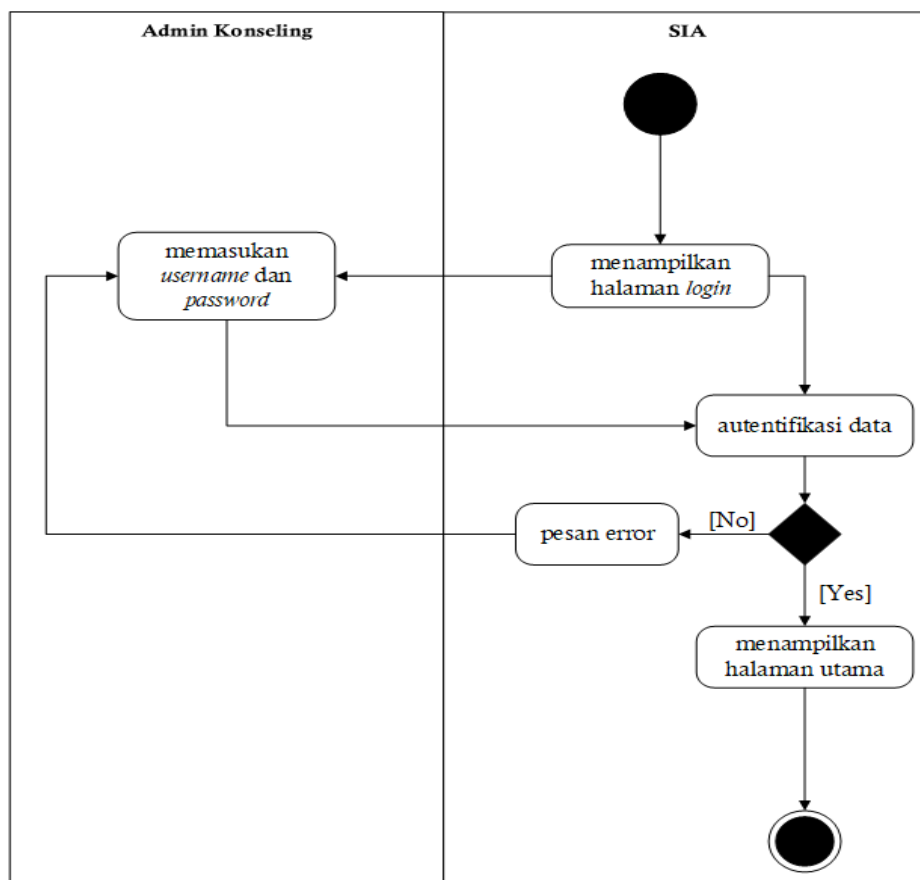 Admin Konseling
SIA
memasukan
username dan
password
menampilkan
halaman login
autentifikasi data
pesan error
[No]
[Yes]
menampilkan
halaman utama